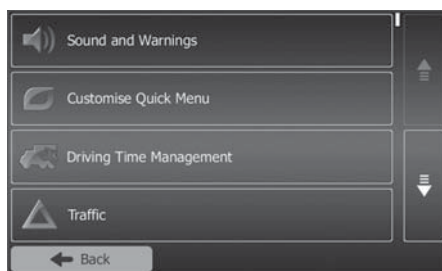 Sound and Warnings
Customise Quick Menu
Driving Time Management
Traffic
Back